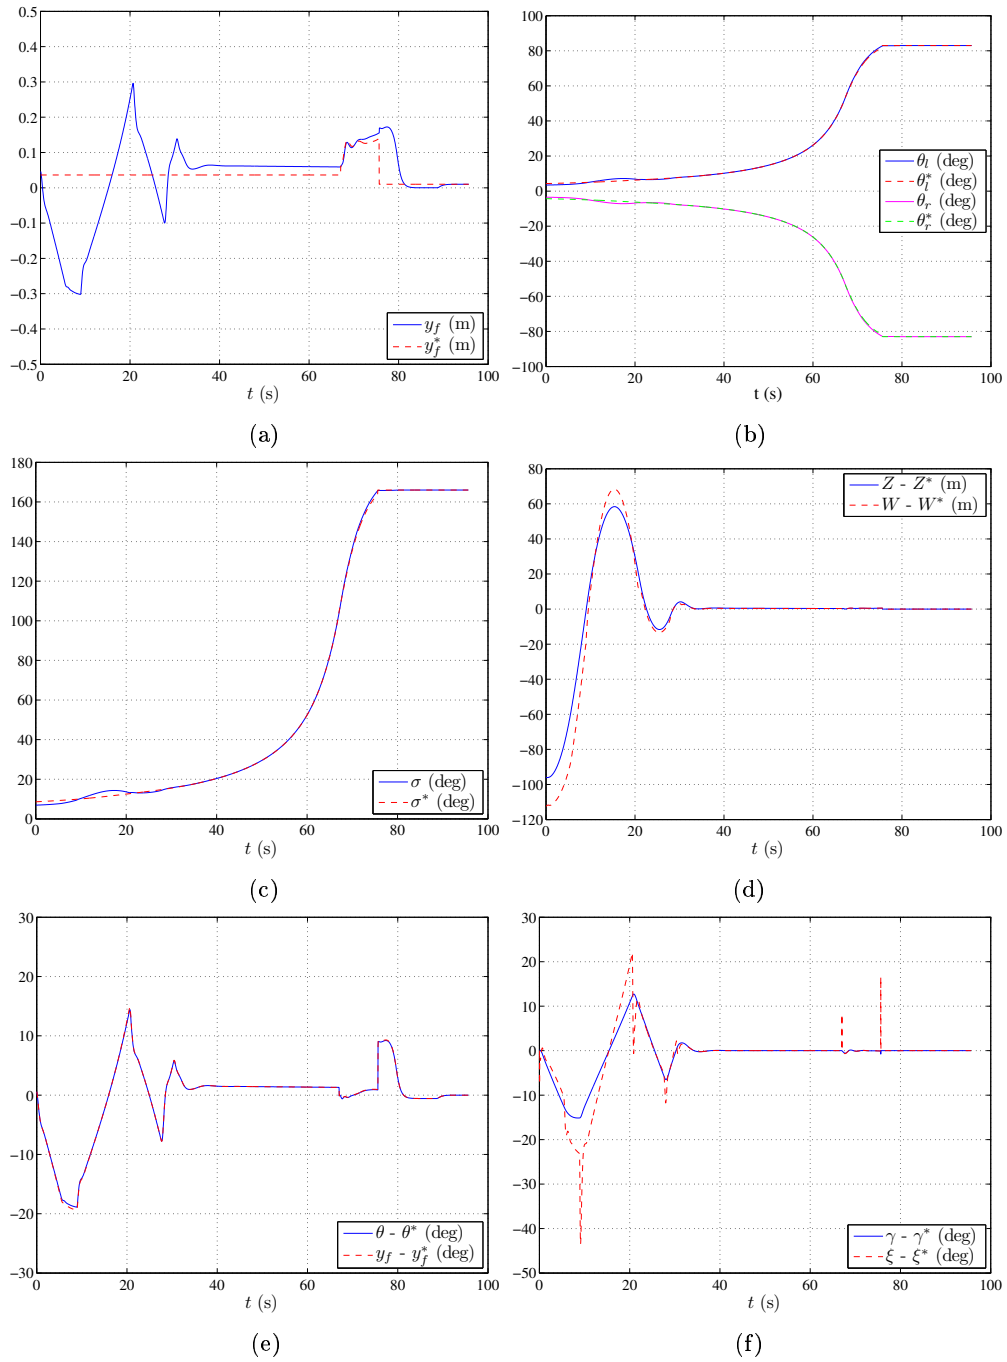 0.5
0.4
0.3
0.2
0.1
0
−0.1
−0.2
−0.3
−0.4
−0.5
0 20 40 60 80 100
t (s)
y_f (m)
y_f^* (m)
(a)
100
80
60
40
20
0
−20
−40
−60
−80
−100
0 20 40 60 80 100
t (s)
θ_l (deg)
θ_l^* (deg)
θ_r (deg)
θ_r^* (deg)
(b)
180
160
140
120
100
80
60
40
20
0
0 20 40 60 80 100
t (s)
σ (deg)
σ^* (deg)
(c)
80
60
40
20
0
−20
−40
−60
−80
−100
−120
0 20 40 60 80 100
t (s)
Z - Z^* (m)
W - W^* (m)
(d)
30
20
10
0
−10
−20
−30
0 20 40 60 80 100
t (s)
θ - θ^* (deg)
y_f - y_f^* (deg)
(e)
30
20
10
0
−10
−20
−30
−40
−50
0 20 40 60 80 100
t (s)
γ - γ^* (deg)
ξ - ξ^* (deg)
(f)